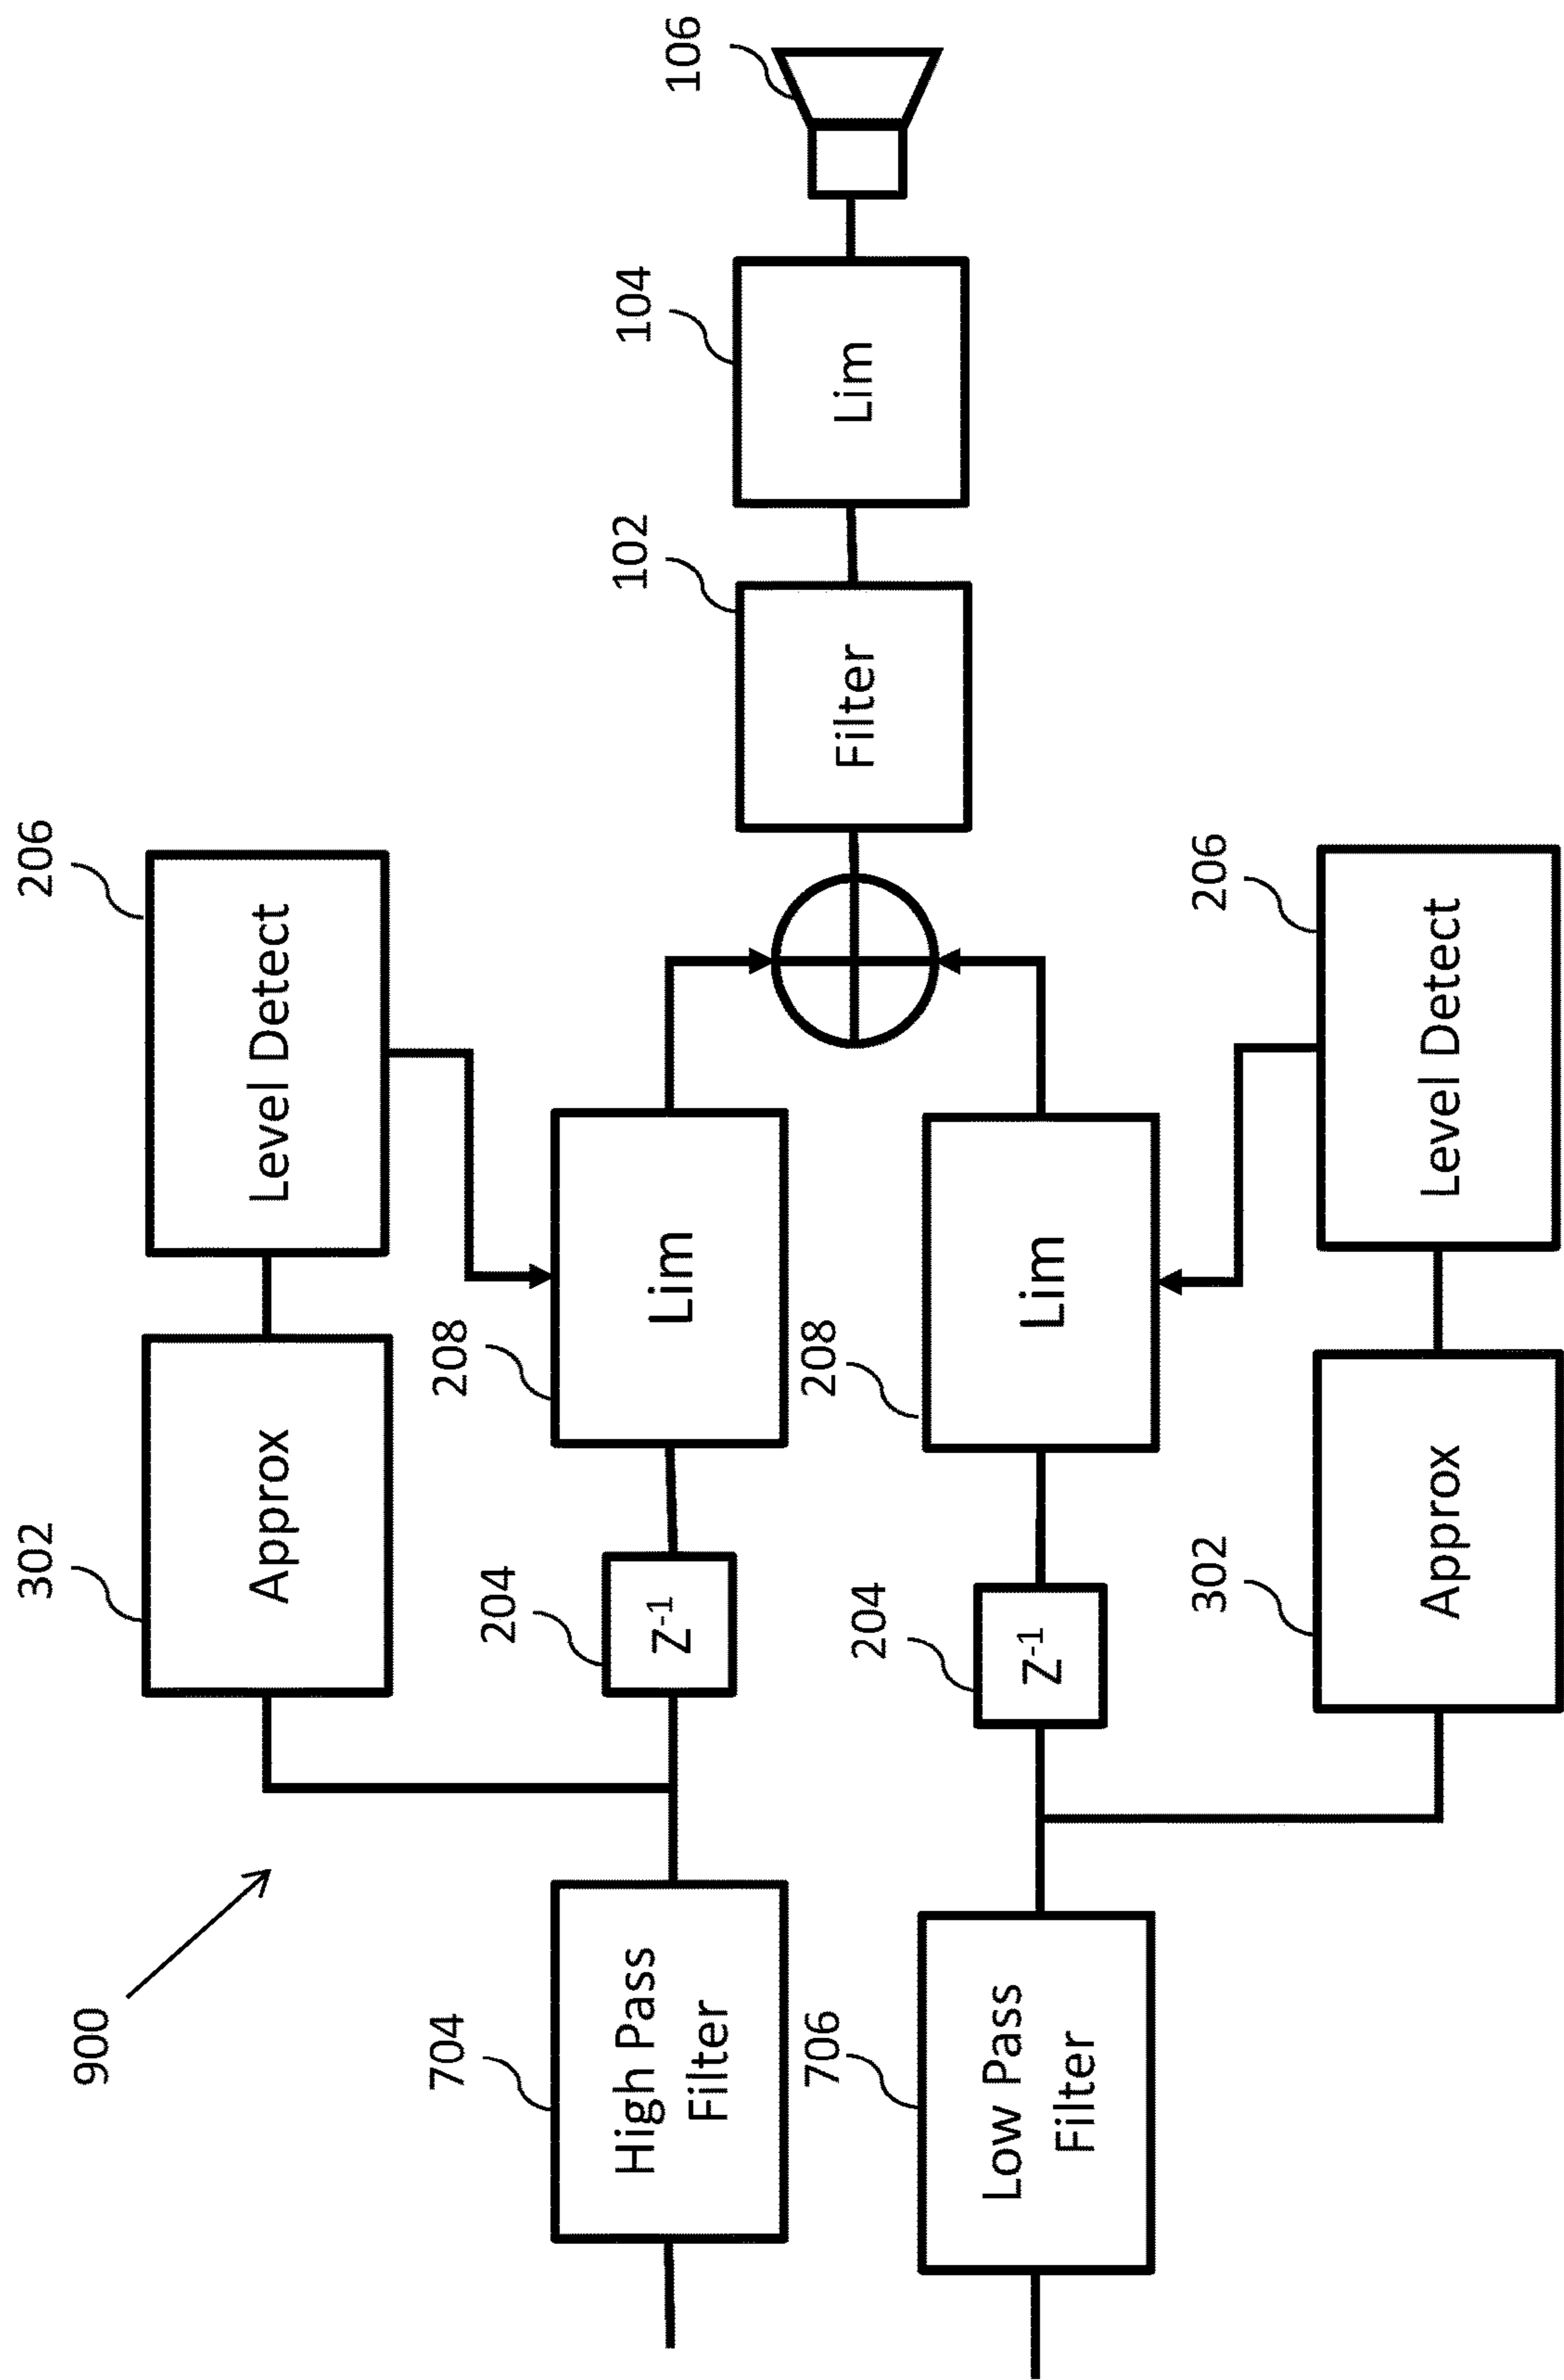 900
302
Approx
206
Level Detect
704
High Pass
Filter
204
Z-1
208
Lim
102
Filter
104
Lim
106
706
Low Pass
Filter
204
Z-1
208
Lim
302
Approx
206
Level Detect